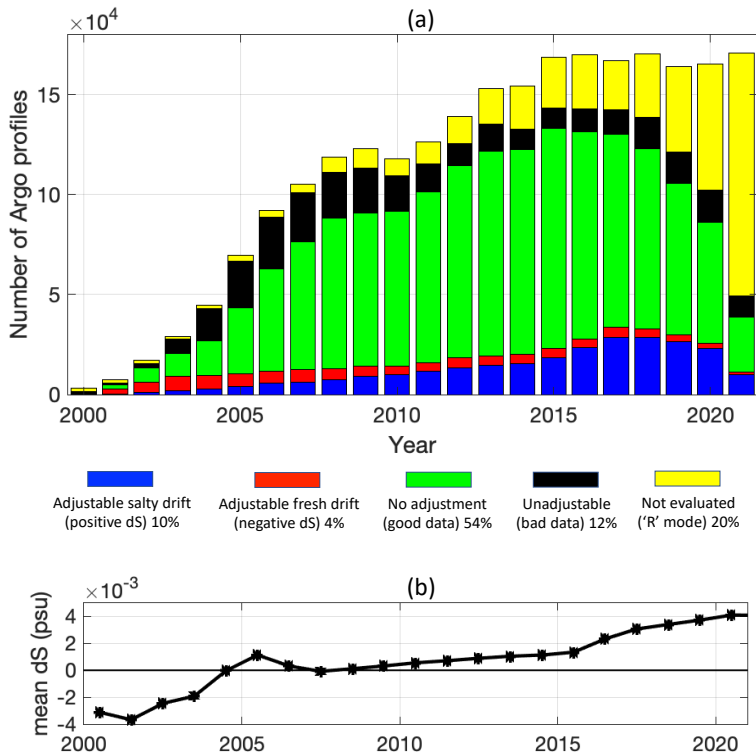 (a)
×10⁴
15
10
5
0
Number of Argo profiles
2000
2005
2010
2015
2020
Year
Adjustable salty drift
(positive dS) 10%
Adjustable fresh drift
(negative dS) 4%
No adjustment
(good data) 54%
Unadjustable
(bad data) 12%
Not evaluated
('R' mode) 20%
(b)
×10⁻³
4
2
0
-2
-4
mean dS (psu)
2000
2005
2010
2015
2020